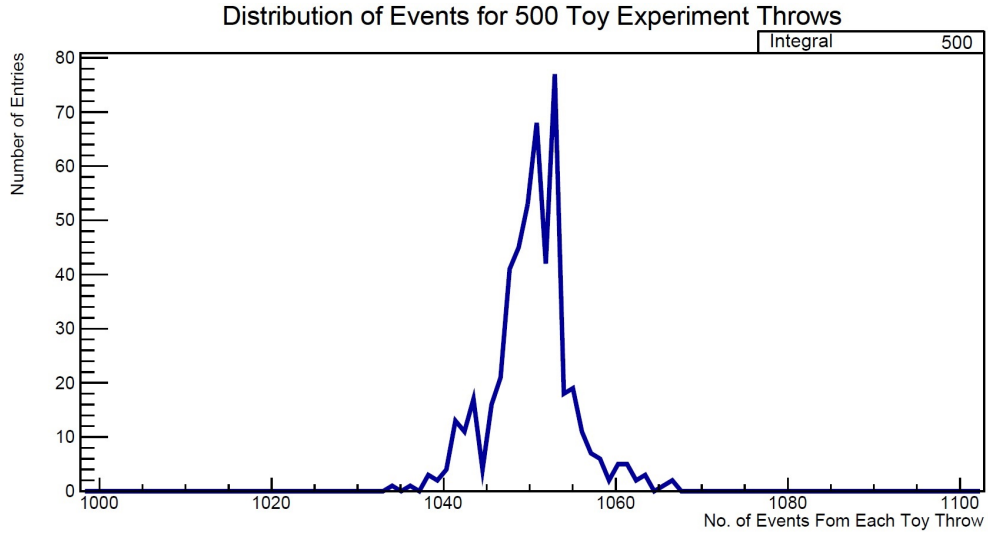 Distribution of Events for 500 Toy Experiment Throws
Integral 500
Number of Entries
80
70
60
50
40
30
20
10
0
1000 1020 1040 1060 1080 1100
No. of Events Fom Each Toy Throw